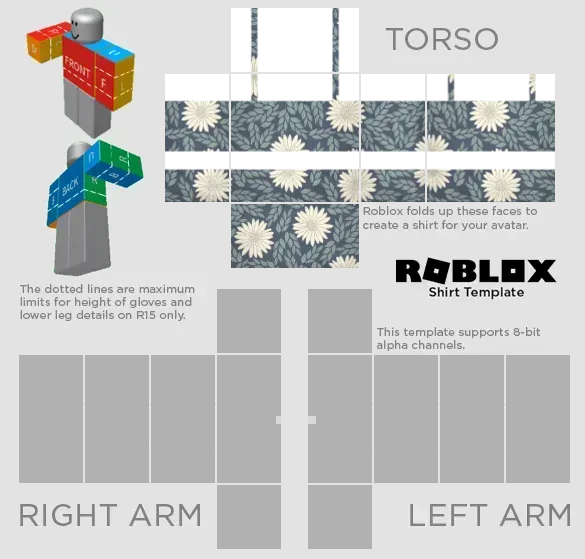 TORSO
FRONT
F
L
U
G
R
U
R
B
BACK
R
Roblox folds up these faces to
create a shirt for your avatar.
ROBLOX
Shirt Template
The dotted lines are maximum
limits for height of gloves and
lower leg details on R15 only.
This template supports 8-bit
alpha channels.
RIGHT ARM
LEFT ARM